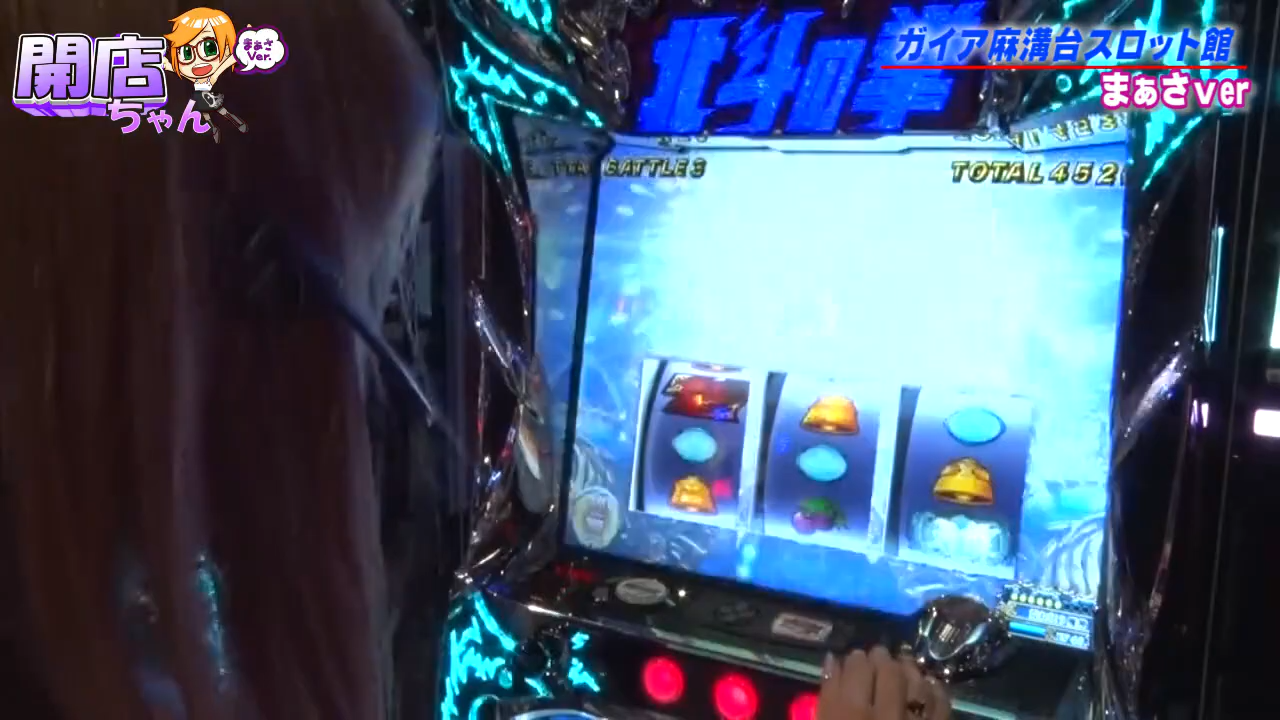 開店
ちゃん
まぁさ
Ver.
ガイア麻溝台スロット館
まぁさver
北斗の拳
BATTLE 3
TOTAL 452